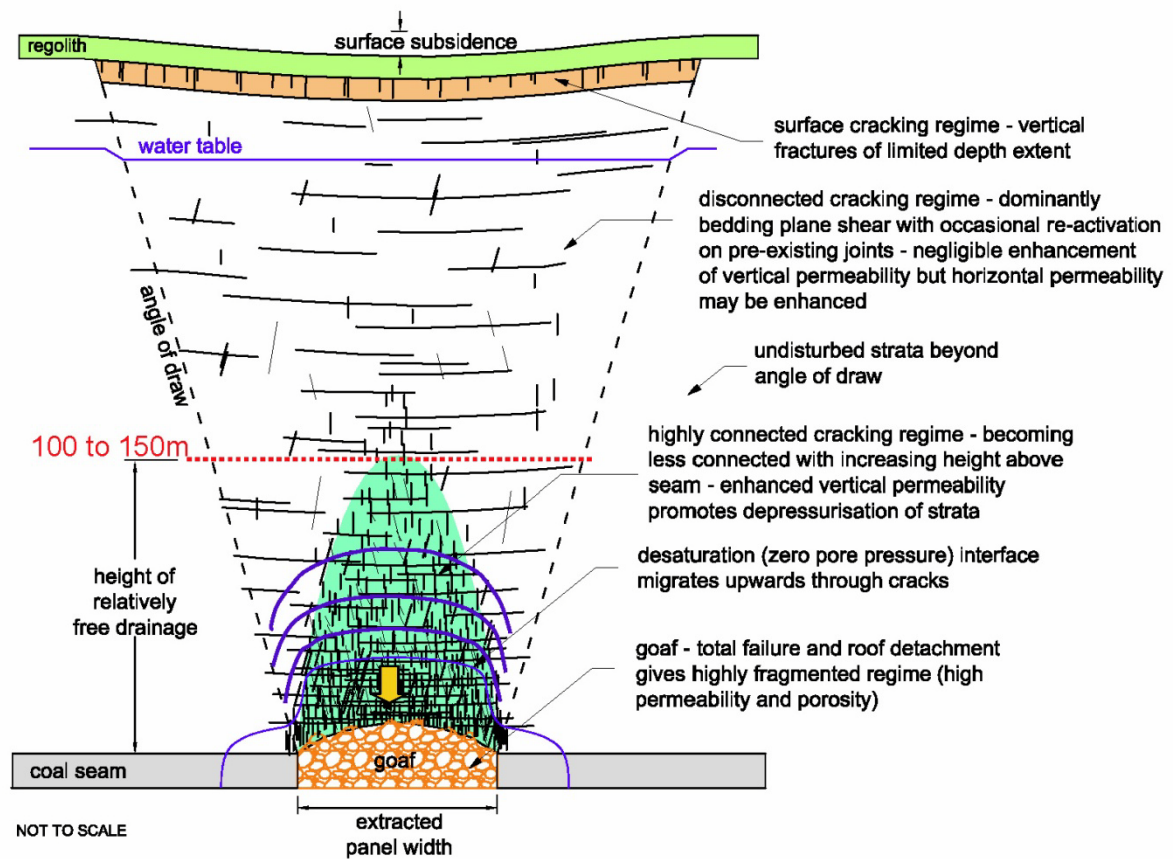 surface subsidence
regolith
surface cracking regime - vertical
fractures of limited depth extent
water table
disconnected cracking regime - dominantly
bedding plane shear with occasional re-activation
on pre-existing joints - negligible enhancement
of vertical permeability but horizontal permeability
may be enhanced
angle of draw
undisturbed strata beyond
angle of draw
100 to 150m
highly connected cracking regime - becoming
less connected with increasing height above
seam - enhanced vertical permeability
promotes depressurisation of strata
height of
relatively
free drainage
desaturation (zero pore pressure) interface
migrates upwards through cracks
goaf - total failure and roof detachment
gives highly fragmented regime (high
permeability and porosity)
coal seam
goaf
extracted
panel width
NOT TO SCALE